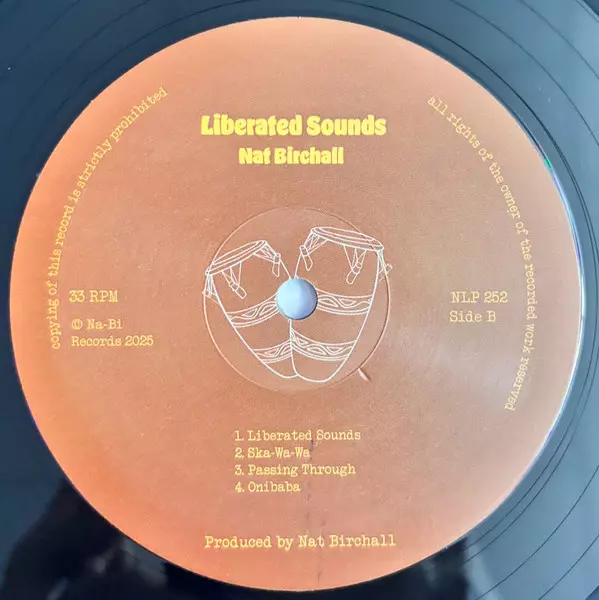 Liberated Sounds
Nat Birchall
copying of this record is strictly prohibited
all rights of the owner of the recorded work reserved
33 RPM
© Na-Bi
Records 2025
NLP 252
Side B
1. Liberated Sounds
2. Ska-Wa-Wa
3. Passing Through
4. Onibaba
Produced by Nat Birchall